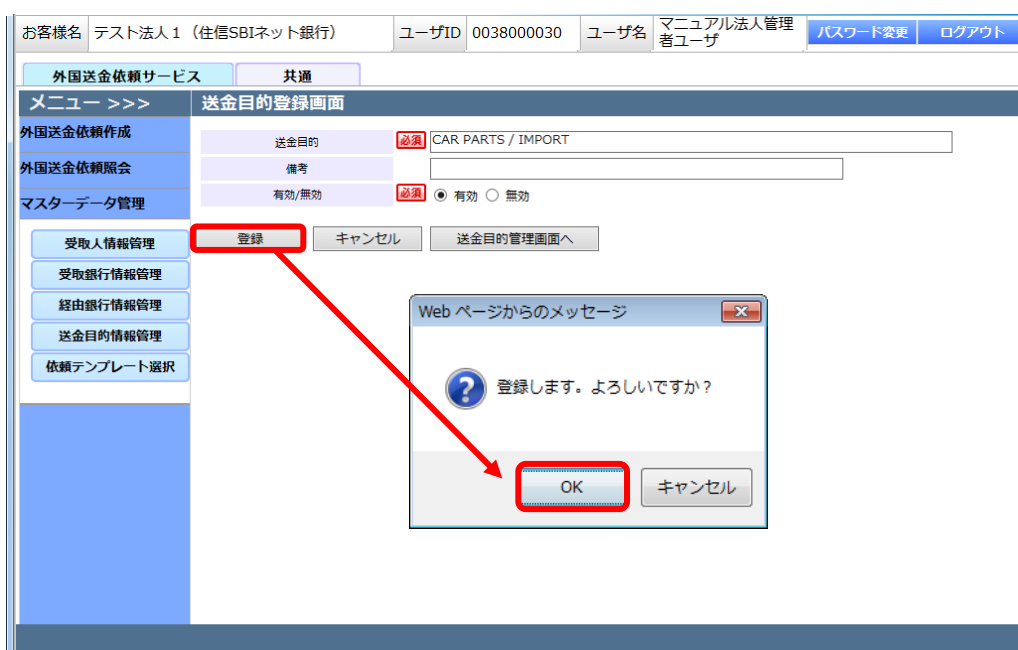 お客様名 テスト法人１（住信SBIネット銀行） ユーザID 0038000030 ユーザ名 マニュアル法人管理
者ユーザ パスワード変更 ログアウト
外国送金依頼サービス 共通
メニュー >>> 送金目的登録画面
外国送金依頼作成
外国送金依頼照会
マスターデータ管理
受取人情報管理
受取銀行情報管理
経由銀行情報管理
送金目的情報管理
依頼テンプレート選択
送金目的 必須 CAR PARTS / IMPORT
備考
有効/無効 必須 有効 無効
登録 キャンセル 送金目的管理画面へ
Web ページからのメッセージ
登録します。よろしいですか？
OK キャンセル